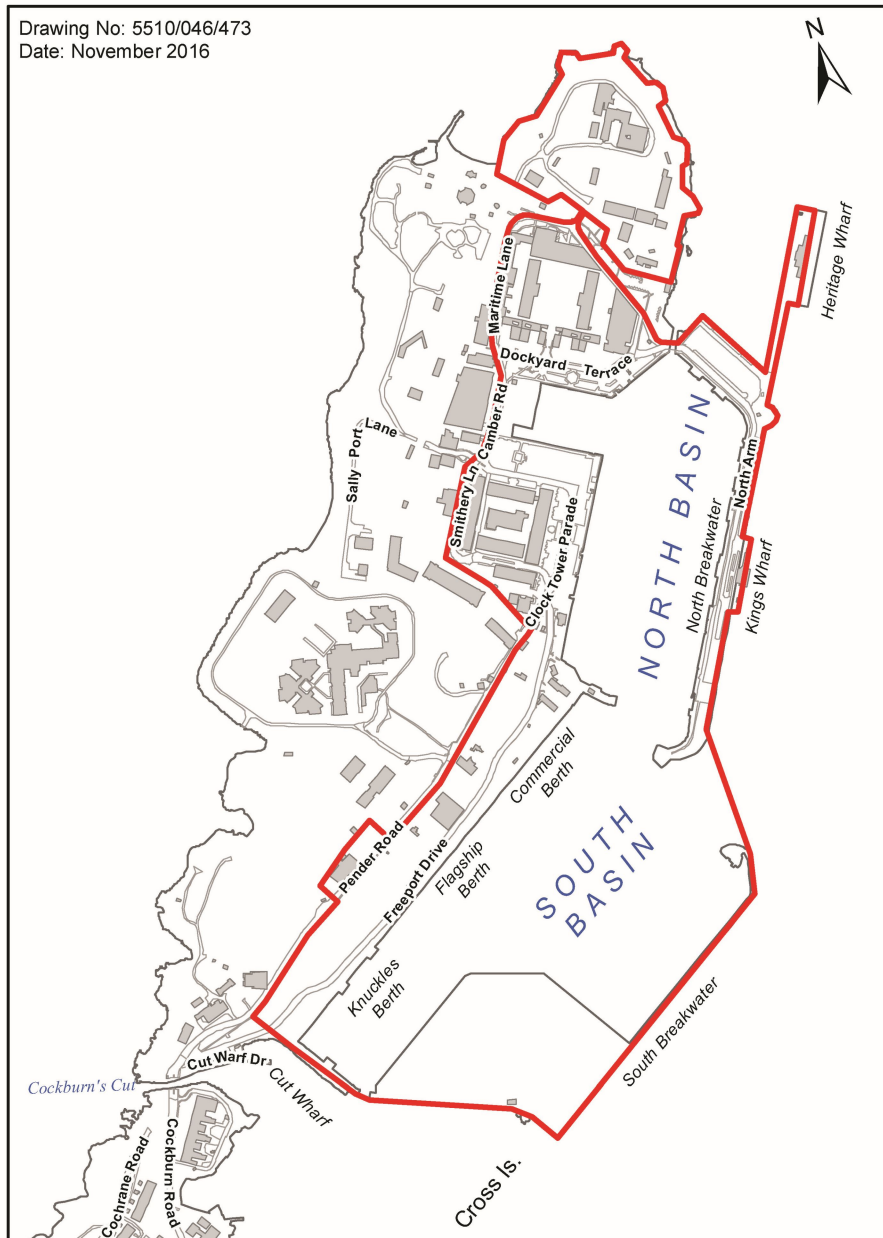 Drawing No: 5510/046/473
Date: November 2016
N
Heritage Wharf
Maritime Lane
Dockyard Terrace
Camber Rd
Sally Port Lane
Smithery Ln
Clock Tower Parade
NORTH BASIN
North Arm
North Breakwater
Kings Wharf
Commercial
Berth
Flagship
Berth
SOUTH
BASIN
Pender Road
Freeport Drive
Knuckles
Berth
South Breakwater
Cut Warf Dr
Cut Wharf
Cockburn's Cut
Cochrane Road
Cockburn Road
Cross Is.